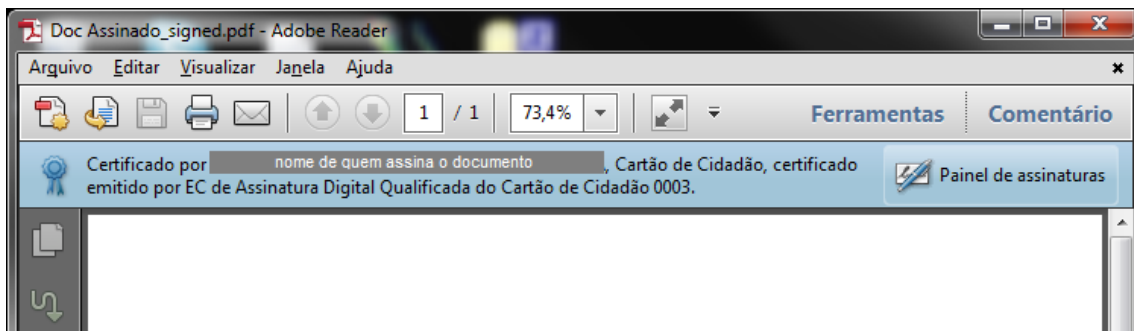 Doc Assinado_signed.pdf - Adobe Reader
Arquivo Editar Visualizar Janela Ajuda
1 / 1 73,4% Ferramentas Comentário
Certificado por nome de quem assina o documento, Cartão de Cidadão, certificado
emitido por EC de Assinatura Digital Qualificada do Cartão de Cidadão 0003.
Painel de assinaturas